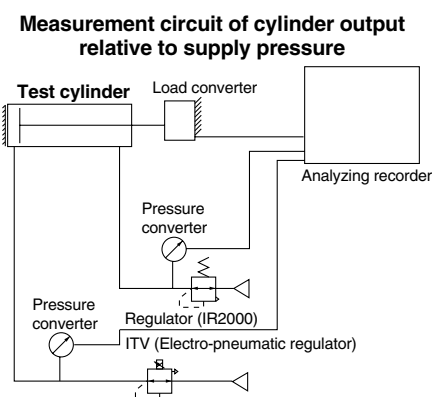 Measurement circuit of cylinder output
relative to supply pressure
Test cylinder
Load converter
Analyzing recorder
Pressure
converter
Regulator (IR2000)
Pressure
converter
ITV (Electro-pneumatic regulator)